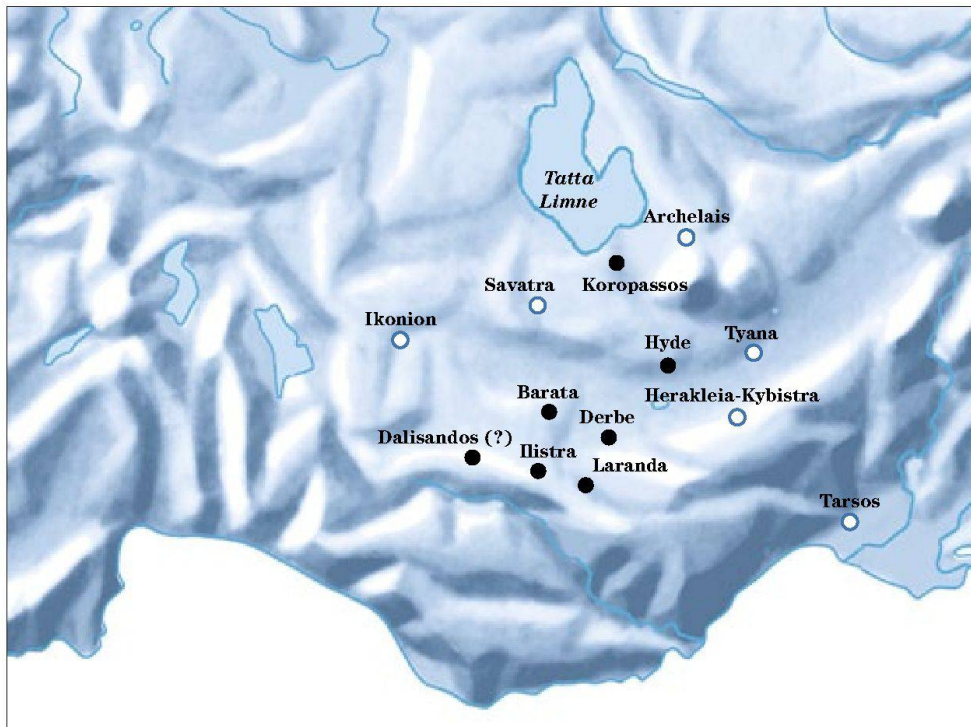 Tatta
Limne
Archelais
Koropassos
Savatra
Ikonion
Tyana
Hyde
Herakleia-Kybistra
Barata
Derbe
Dalisandos (?)
Ilistra
Laranda
Tarsos